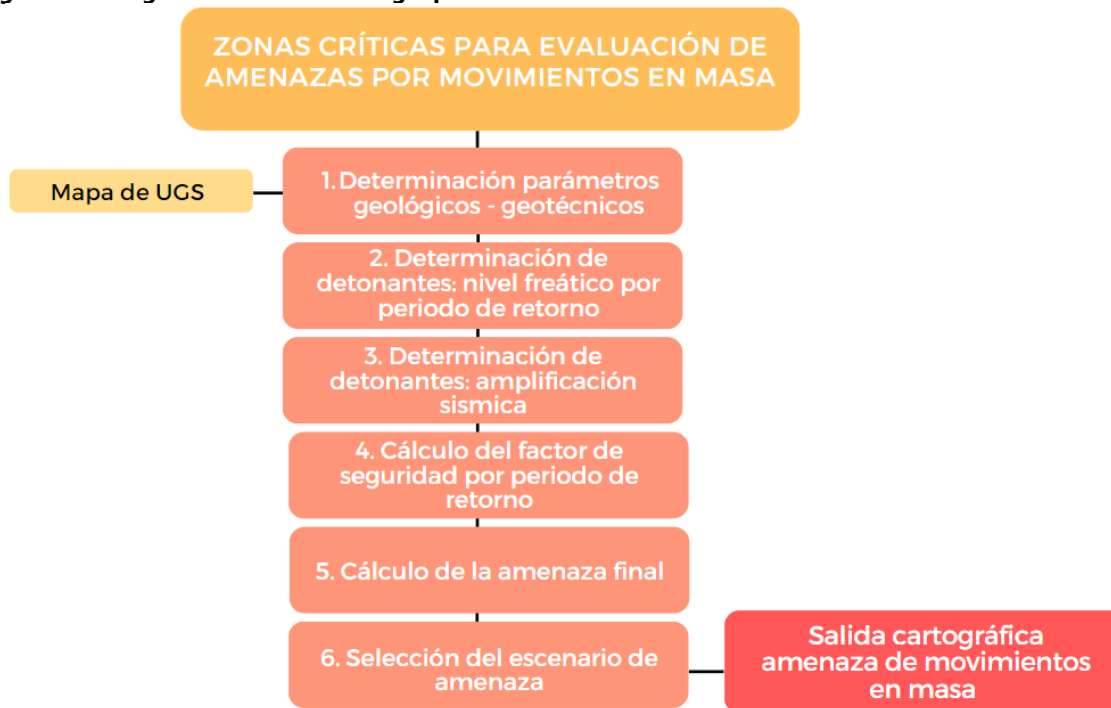 ZONAS CRÍTICAS PARA EVALUACIÓN DE
AMENAZAS POR MOVIMIENTOS EN MASA
Mapa de UGS
1. Determinación parámetros
geológicos - geotécnicos
2. Determinación de
detonantes: nivel freático por
periodo de retorno
3. Determinación de
detonantes: amplificación
sismica
4. Cálculo del factor de
seguridad por periodo de
retorno
5. Cálculo de la amenaza final
6. Selección del escenario de
amenaza
Salida cartográfica
amenaza de movimientos
en masa